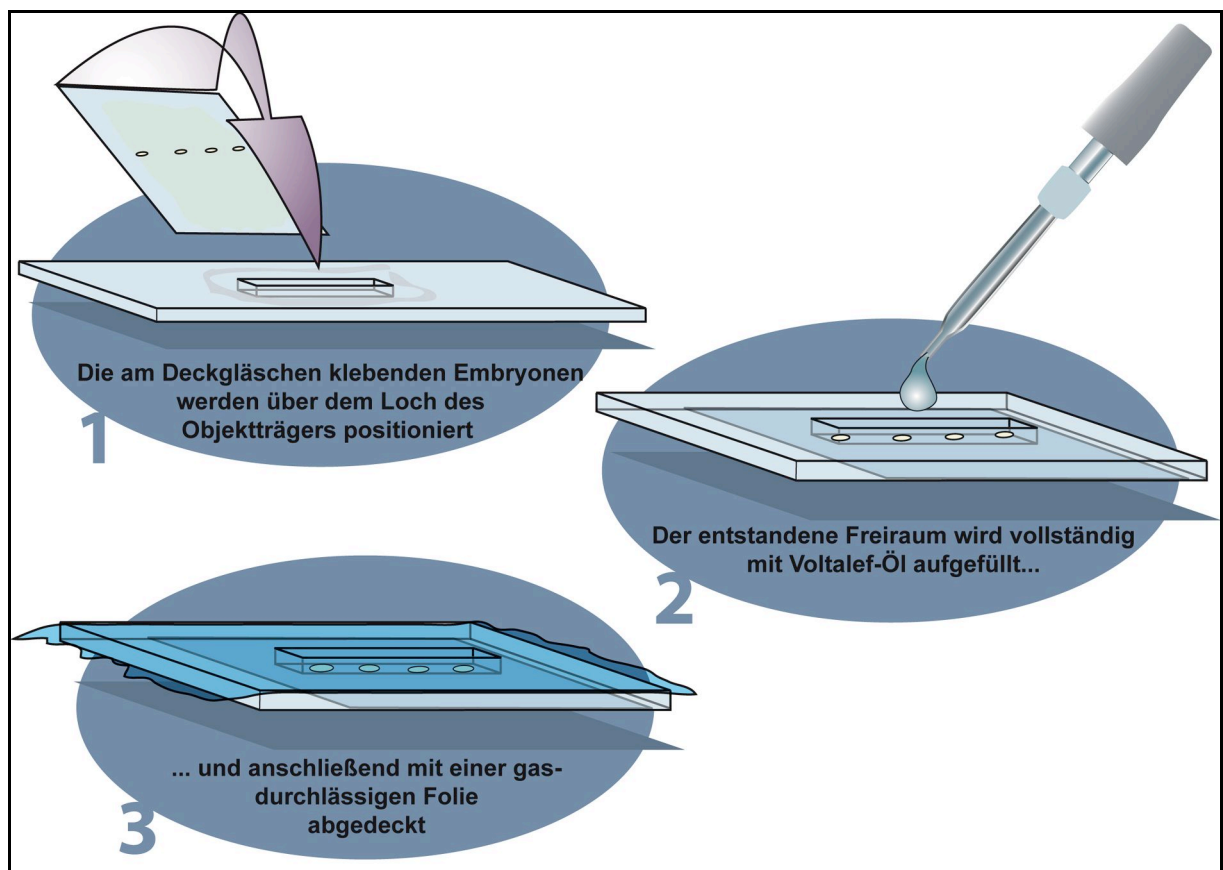 Die am Deckgläschen klebenden Embryonen
werden über dem Loch des
Objektträgers positioniert
1
Der entstandene Freiraum wird vollständig
mit Voltalef-Öl aufgefüllt...
2
... und anschließend mit einer gas-
durchlässigen Folie
abgedeckt
3